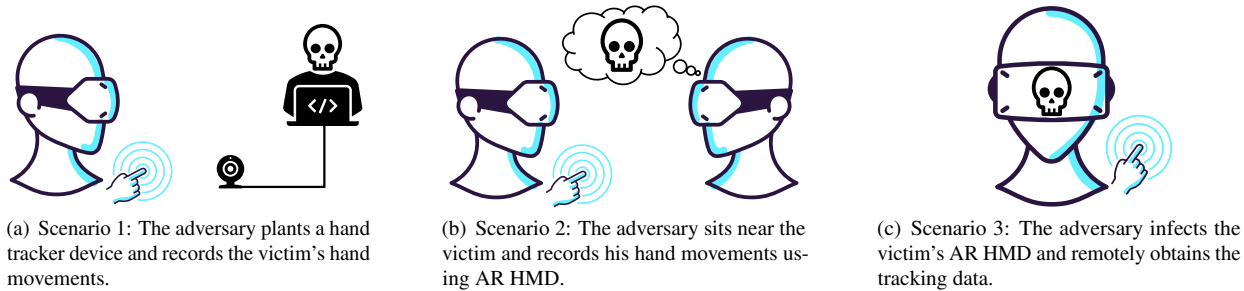 </>
(a) Scenario 1: The adversary plants a hand
tracker device and records the victim's hand
movements.
(b) Scenario 2: The adversary sits near the
victim and records his hand movements us-
ing AR HMD.
(c) Scenario 3: The adversary infects the
victim's AR HMD and remotely obtains the
tracking data.